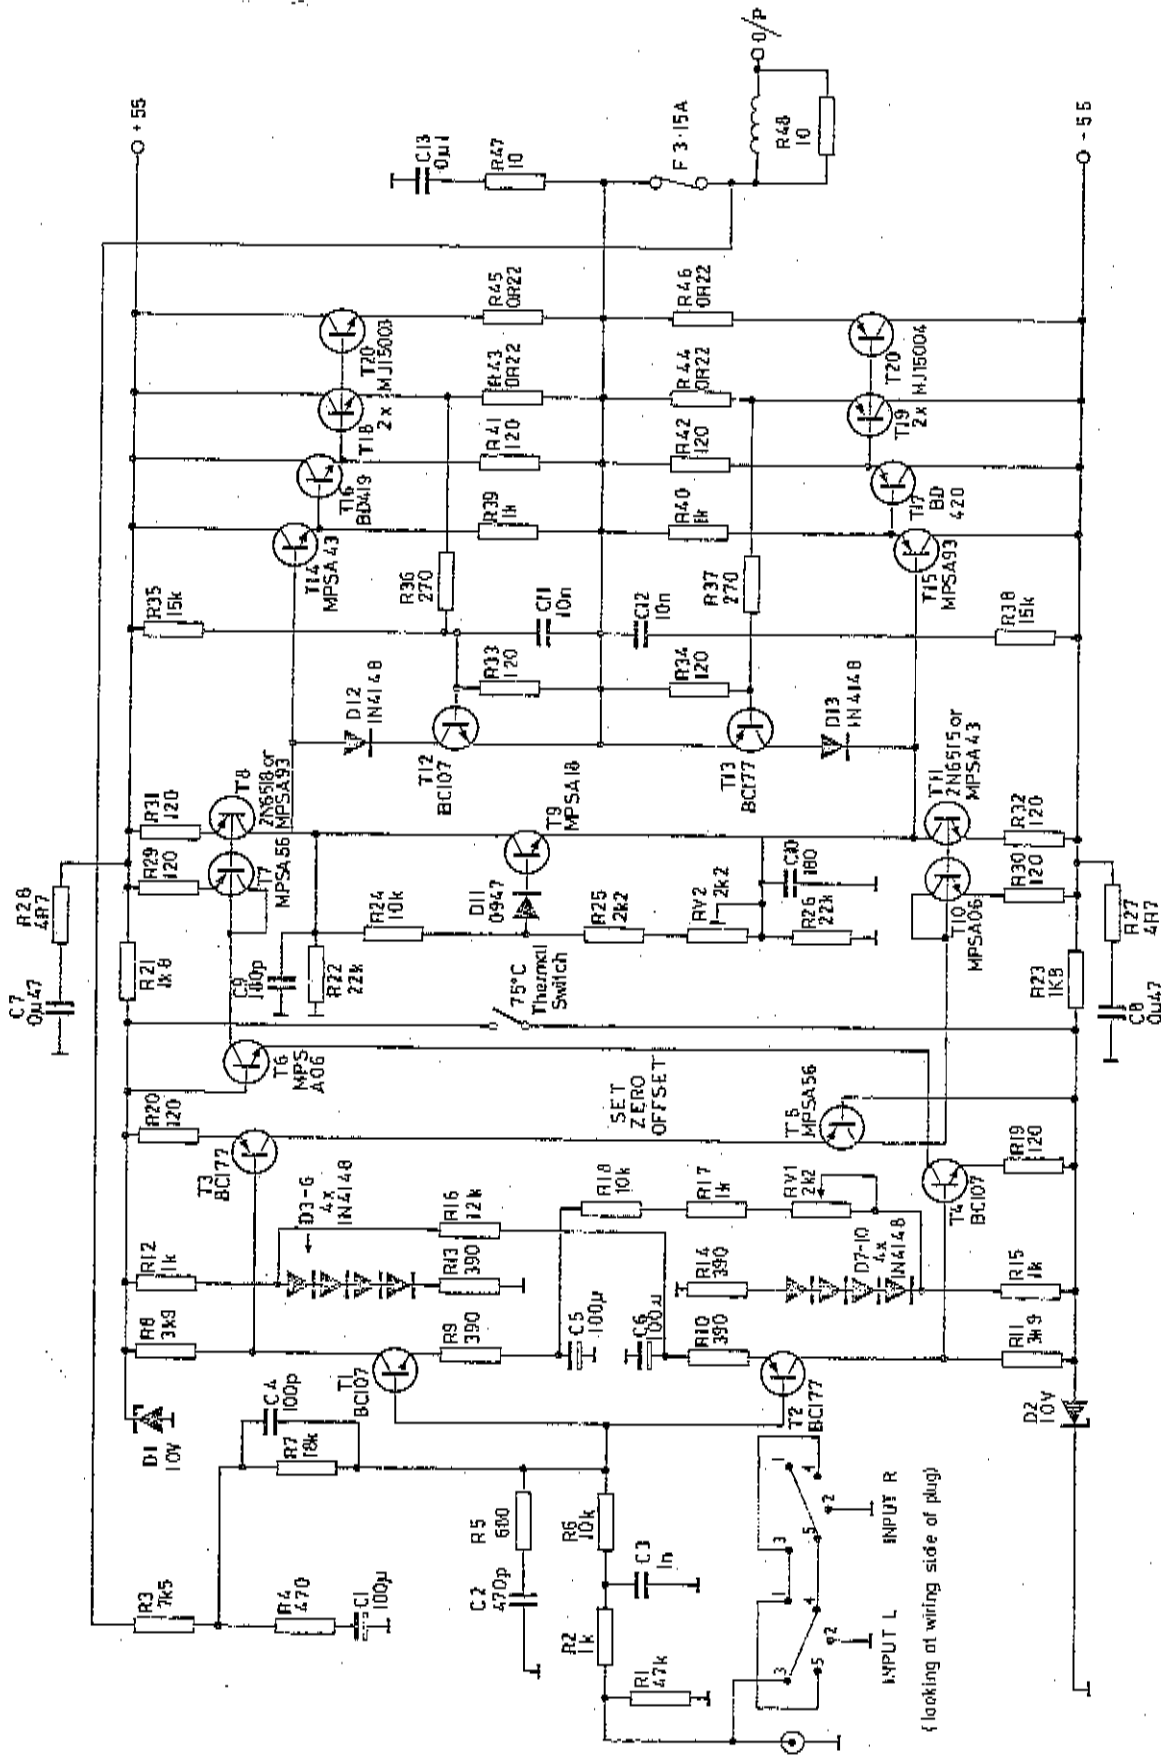 O/P
+55
C13
0µ1
R47
10
F 3·15A
R48
10
-55
R45
0R22
R46
0R22
T20
MJ15003
R43
0R22
R44
0R22
T20
MJ15004
T18
2x
T19
2x
R41
120
R42
120
T16
BD419
T17
BD
420
R39
1k
R40
1k
T14
MPSA43
T15
MPSA93
R36
270
R37
270
R35
15k
C11
10n
C12
10n
R38
15k
R33
120
R34
120
D12
1N4148
D13
1N4148
T12
BC107
T13
BC177
R31
120
T8
2N6518 or
MPSA93
T9
MPSA18
T11
2N6515 or
MPSA43
R32
120
R29
120
T7
MPSA56
D11
R24
10k
R25
2k2
RV2
2k2
C10
180
R26
22k
T10
MPSA06
R30
120
R28
4R7
R27
4R7
R21
1k8
R22
22k
C9
100p
R23
1K8
C7
0µ47
C8
0µ47
75°C
Thermal
Switch
T6
MPS
A06
SET
ZERO
OFFSET
T5
MPSA56
R20
120
R19
120
T3
BC177
T4
BC107
R18
10k
R17
1k
RV1
2k2
D3-6
4x
1N4148
R16
12k
R12
1k
R13
390
R14
390
D7-10
4x
1N4148
R15
1k
R8
3k9
R9
390
C5
100µ
C6
100µ
R10
390
R11
3k9
T1
BC107
T2
BC177
D1
10V
D2
10V
C4
100p
R7
18k
R5
680
C2
470p
R6
10k
C3
1n
R3
7k5
R4
470
C1
100µ
R2
1k
R1
47k
1
4
3
5
2
INPUT R
1
4
3
5
2
INPUT L
(looking at wiring side of plug)